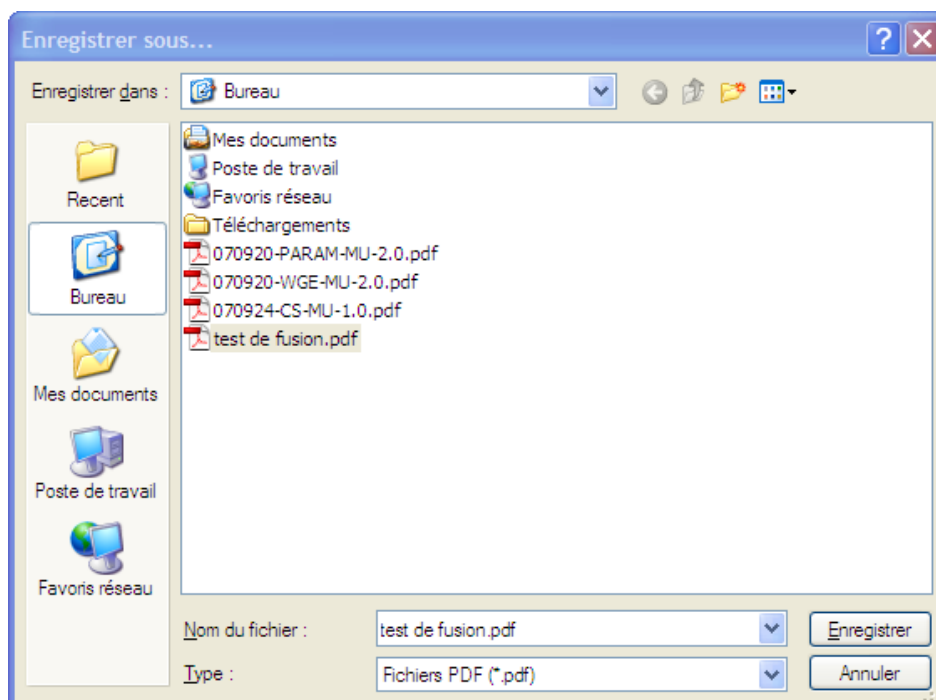 Enregistrer sous...
Enregistrer dans :
Bureau
Recent
Bureau
Mes documents
Poste de travail
Favoris réseau
Mes documents
Poste de travail
Favoris réseau
Téléchargements
070920-PARAM-MU-2.0.pdf
070920-WGE-MU-2.0.pdf
070924-CS-MU-1.0.pdf
test de fusion.pdf
Nom du fichier :
test de fusion.pdf
Enregistrer
Type :
Fichiers PDF (*.pdf)
Annuler